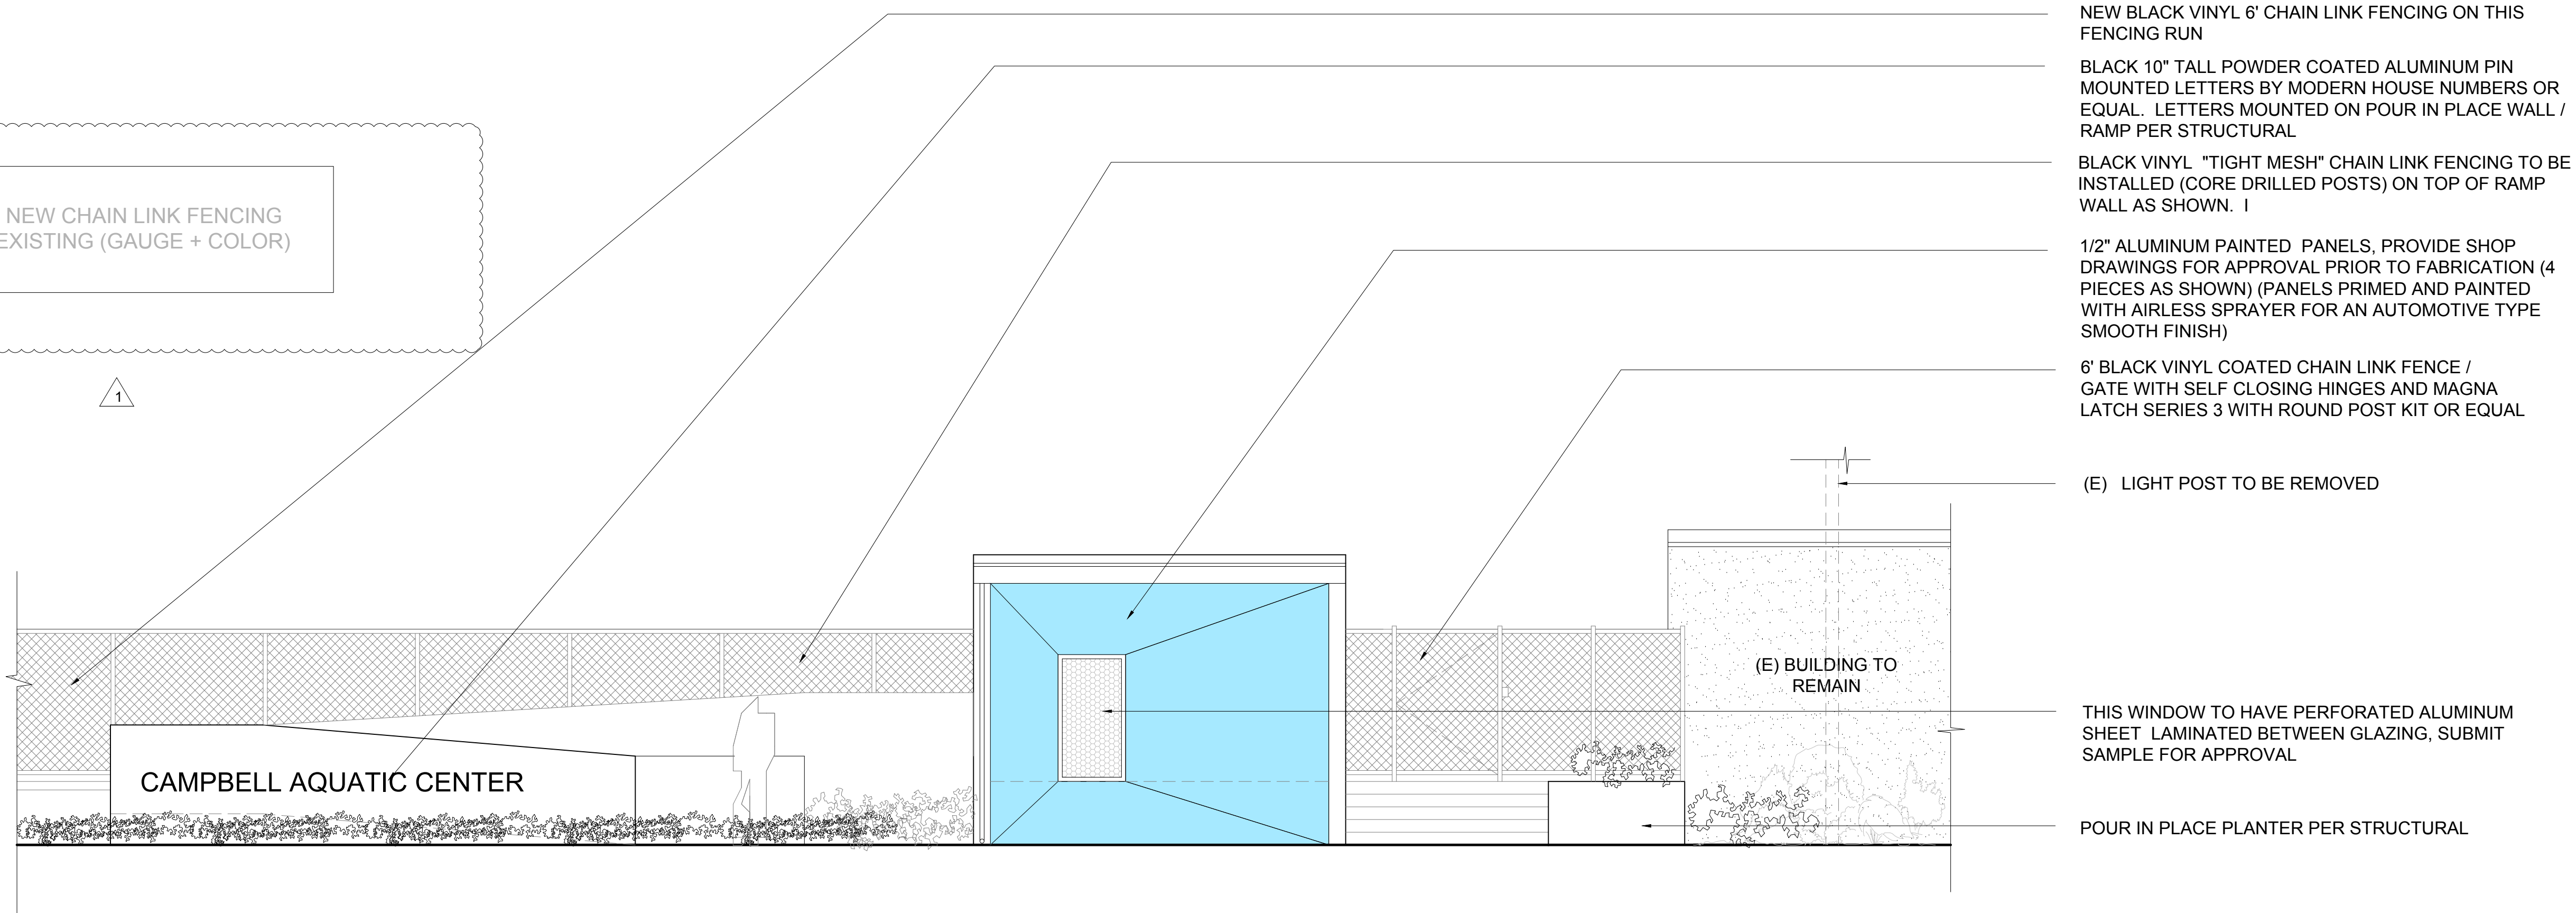 NEW BLACK VINYL 6' CHAIN LINK FENCING ON THIS
FENCING RUN
BLACK 10" TALL POWDER COATED ALUMINUM PIN
MOUNTED LETTERS BY MODERN HOUSE NUMBERS OR
EQUAL.  LETTERS MOUNTED ON POUR IN PLACE WALL /
RAMP PER STRUCTURAL
BLACK VINYL  "TIGHT MESH" CHAIN LINK FENCING TO BE
INSTALLED (CORE DRILLED POSTS) ON TOP OF RAMP
WALL AS SHOWN.  I
NEW CHAIN LINK FENCING
EXISTING (GAUGE + COLOR)
1/2" ALUMINUM PAINTED  PANELS, PROVIDE SHOP
DRAWINGS FOR APPROVAL PRIOR TO FABRICATION (4
PIECES AS SHOWN) (PANELS PRIMED AND PAINTED
WITH AIRLESS SPRAYER FOR AN AUTOMOTIVE TYPE
SMOOTH FINISH)
1
6' BLACK VINYL COATED CHAIN LINK FENCE /
GATE WITH SELF CLOSING HINGES AND MAGNA
LATCH SERIES 3 WITH ROUND POST KIT OR EQUAL
(E)   LIGHT POST TO BE REMOVED
(E) BUILDING TO
REMAIN
THIS WINDOW TO HAVE PERFORATED ALUMINUM
SHEET  LAMINATED BETWEEN GLAZING, SUBMIT
SAMPLE FOR APPROVAL
CAMPBELL AQUATIC CENTER
POUR IN PLACE PLANTER PER STRUCTURAL